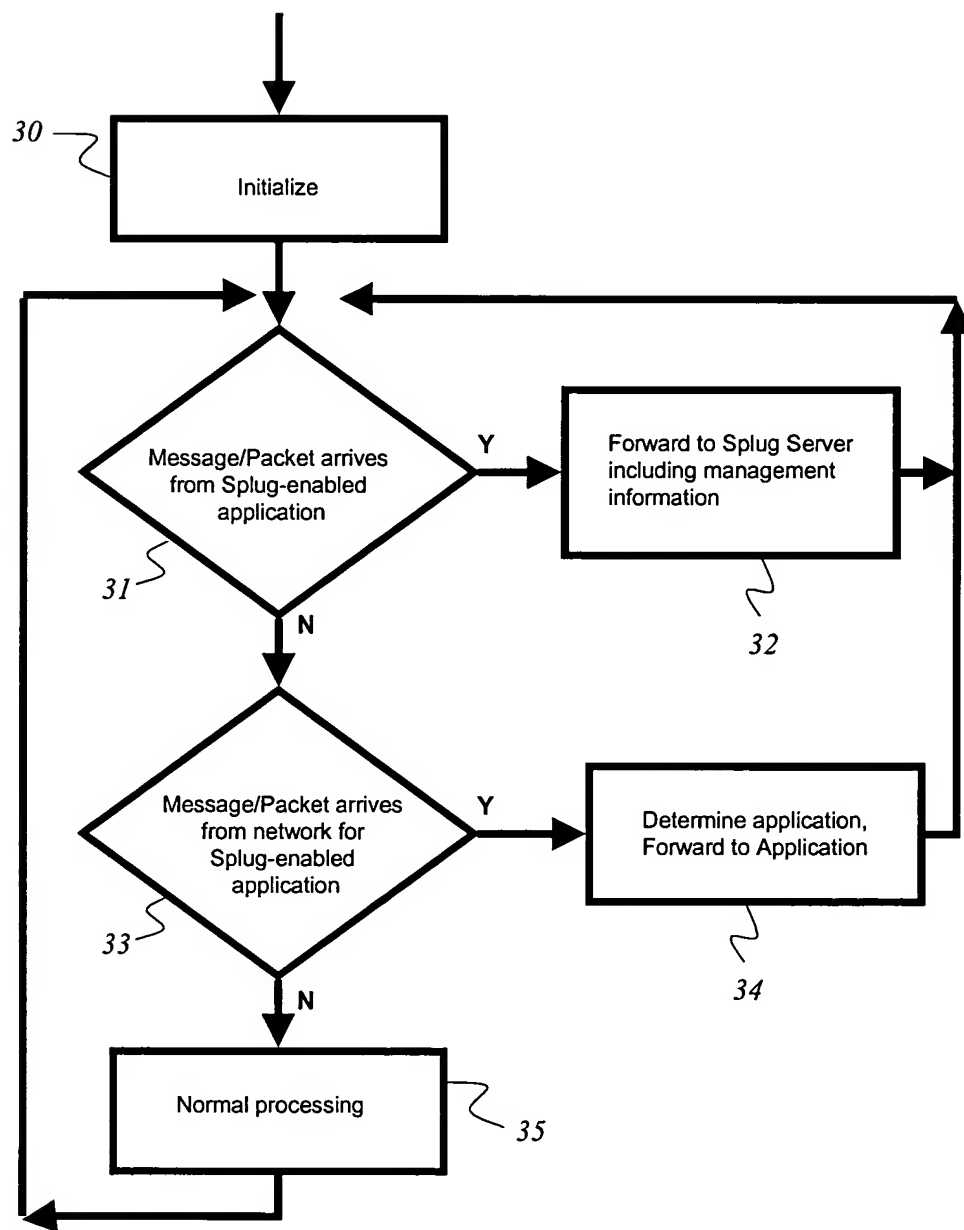 30
Initialize
Message/Packet arrives
from Splug-enabled
application
Y
Forward to Splug Server
including management
information
31
32
N
Message/Packet arrives
from network for
Splug-enabled
application
Y
Determine application,
Forward to Application
33
34
N
Normal processing
35